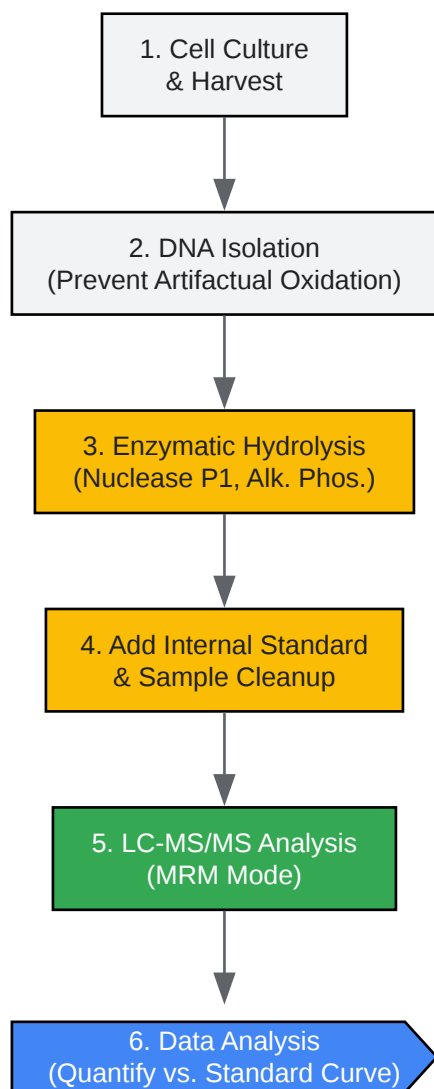 1. Cell Culture
& Harvest
2. DNA Isolation
(Prevent Artifactual Oxidation)
3. Enzymatic Hydrolysis
(Nuclease P1, Alk. Phos.)
4. Add Internal Standard
& Sample Cleanup
5. LC-MS/MS Analysis
(MRM Mode)
6. Data Analysis
(Quantify vs. Standard Curve)